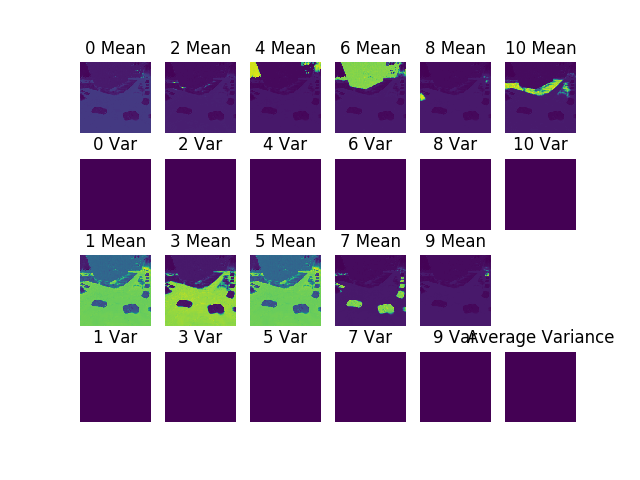 0 Mean 2 Mean 4 Mean 6 Mean 8 Mean 10 Mean
0 Var 2 Var 4 Var 6 Var 8 Var 10 Var
1 Mean 3 Mean 5 Mean 7 Mean 9 Mean
1 Var 3 Var 5 Var 7 Var 9 Var Average Variance